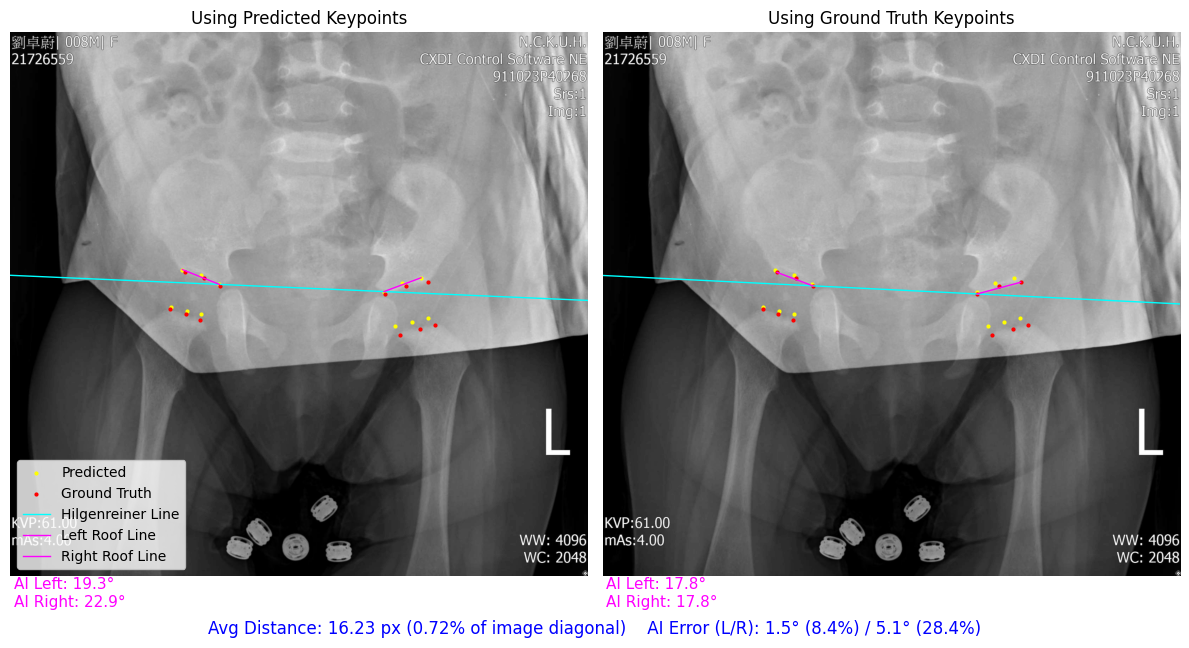 Using Predicted Keypoints
劉卓蔚| 008M| F
21726559
N.C.K.U.H.
CXDI Control Software NE
911023P40268
Srs:1
Img:1
L
Predicted
Ground Truth
Hilgenreiner Line
Left Roof Line
Right Roof Line
KVP:61.00
mAs:4.00
WW: 4096
WC: 2048
AI Left: 19.3°
AI Right: 22.9°
Using Ground Truth Keypoints
劉卓蔚| 008M| F
21726559
N.C.K.U.H.
CXDI Control Software NE
911023P40268
Srs:1
Img:1
L
KVP:61.00
mAs:4.00
WW: 4096
WC: 2048
AI Left: 17.8°
AI Right: 17.8°
Avg Distance: 16.23 px (0.72% of image diagonal) AI Error (L/R): 1.5° (8.4%) / 5.1° (28.4%)